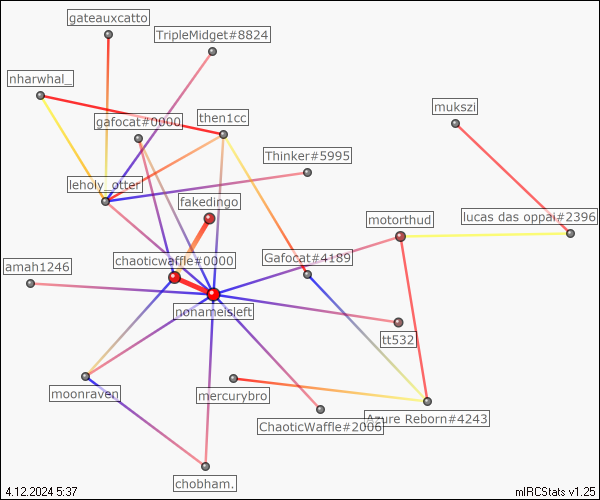 gateauxcatto
TripleMidget#8824
nharwhal_
mukszi
gafocat#0000
then1cc
Thinker#5995
leholy_otter
fakedingo
motorthud
lucas das oppai#2396
chaoticwaffle#0000
Gafocat#4189
amah1246
nonameisleft
tt532
moonraven
mercurybro
Azure Reborn#4243
ChaoticWaffle#2006
chobham.
4.12.2024 5:37
mIRCStats v1.25